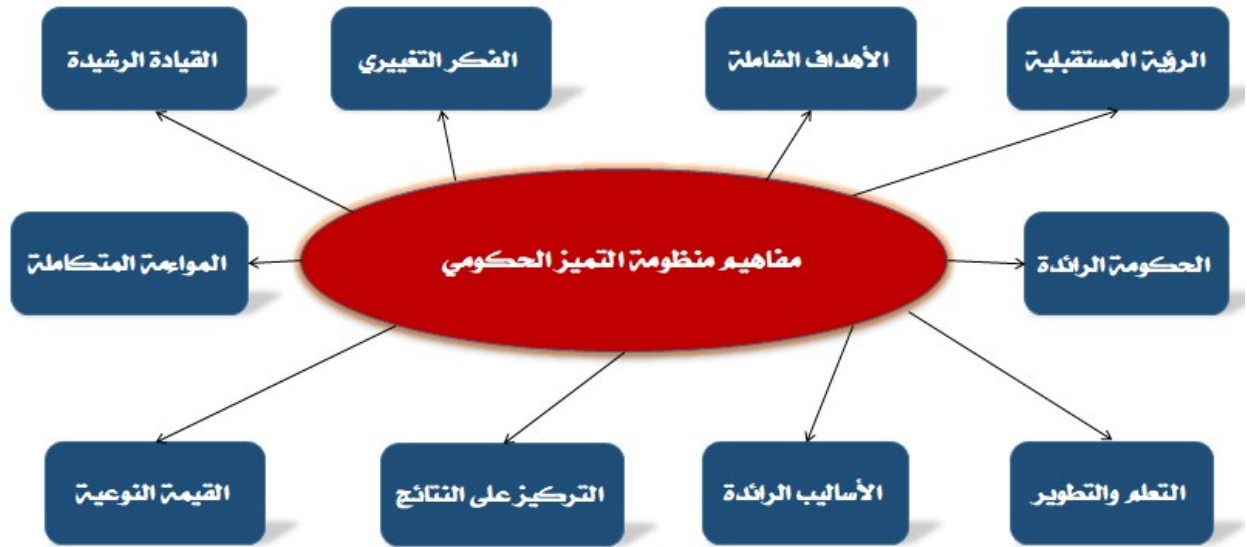 الرؤية المستقبلية
الأهداف الشاملة
الفكر التغييري
القيادة الرشيدة
الحكومة الرائدة
مفاهيم منظومة التميز الحكومي
المواءمة المتكاملة
التعلم والتطوير
الأساليب الرائدة
التركيز على النتائج
القيمة النوعية